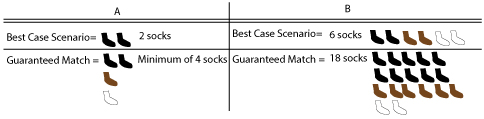 A B
Best Case Scenario= 2 socks Best Case Scenario= 6 socks
Guaranteed Match = Minimum of 4 socks Guaranteed Match = 18 socks